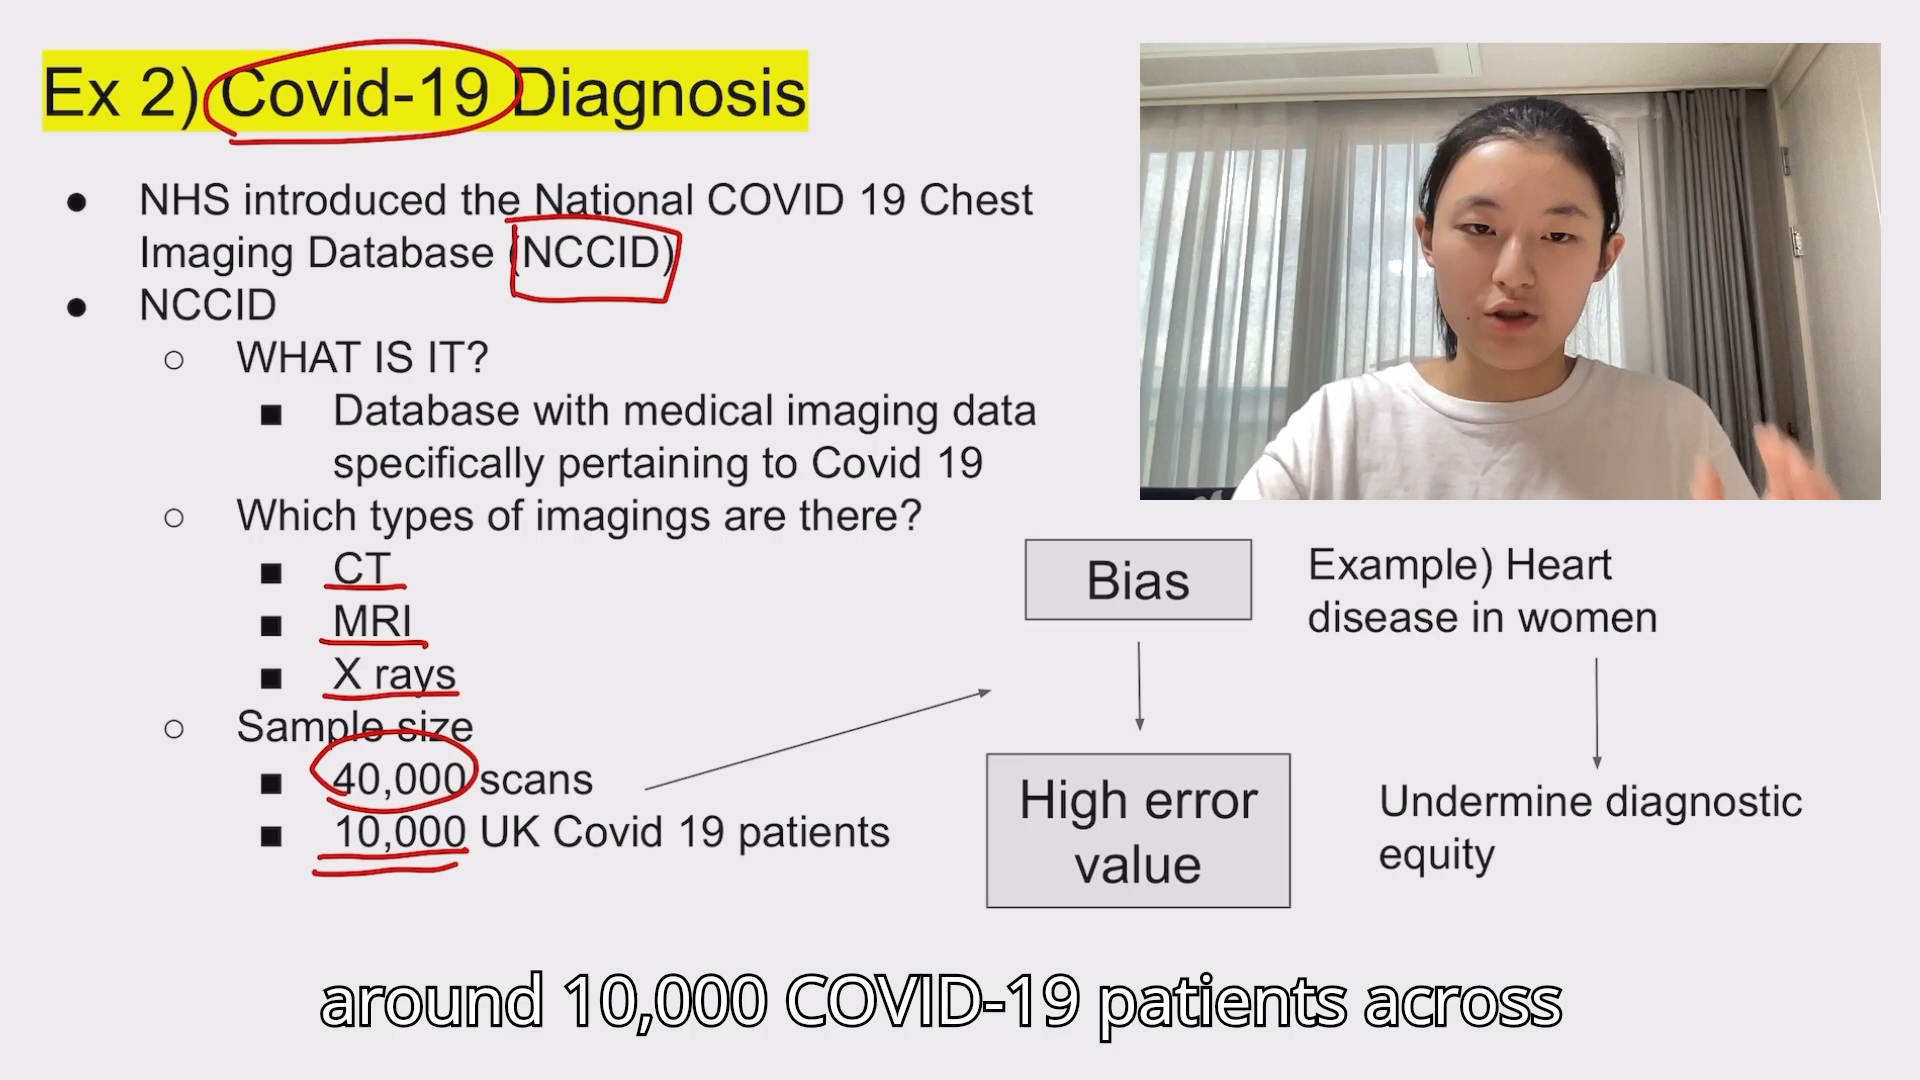 Ex 2) Covid-19 Diagnosis
● NHS introduced the National COVID 19 Chest
Imaging Database (NCCID)
● NCCID
○ WHAT IS IT?
■ Database with medical imaging data
specifically pertaining to Covid 19
○ Which types of imagings are there?
■ CT
■ MRI
■ X rays
○ Sample size
■ 40,000 scans
■ 10,000 UK Covid 19 patients
Bias
High error
value
Example) Heart
disease in women
Undermine diagnostic
equity
around 10,000 COVID-19 patients across